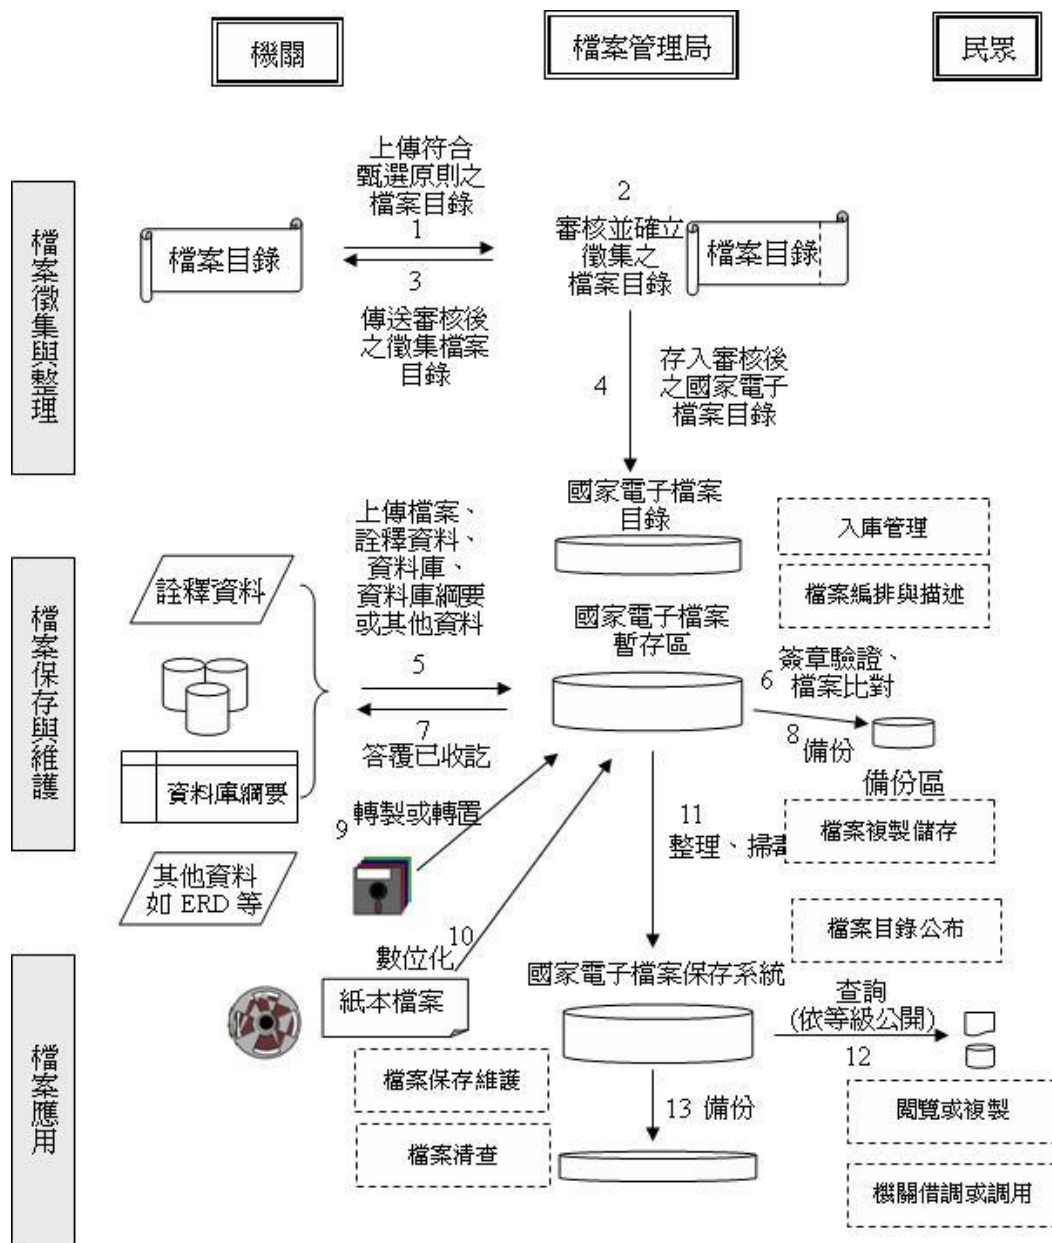 機關
檔案管理局
民眾
檔案徵集與整理
上傳符合
甄選原則之
檔案目錄
1
檔案目錄
3
傳送審核後
之徵集檔案
目錄
2
審核並確立
徵集之
檔案目錄
檔案目錄
4
存入審核後
之國家電子
檔案目錄
國家電子檔案
目錄
入庫管理
檔案編排與描述
檔案保存與維護
詮釋資料
資料庫綱要
其他資料
如 ERD 等
上傳檔案、
詮釋資料、
資料庫、
資料庫綱要
或其他資料
5
7
答覆已收訖
國家電子檔案
暫存區
6
簽章驗證、
檔案比對
8
備份
備份區
9
轉製或轉置
11
整理、掃
檔案複製儲存
檔案目錄公布
10
數位化
紙本檔案
檔案應用
國家電子檔案保存系統
查詢
(依等級公開)
12
檔案保存維護
檔案清查
13 備份
閱覽或複製
機關借調或調用